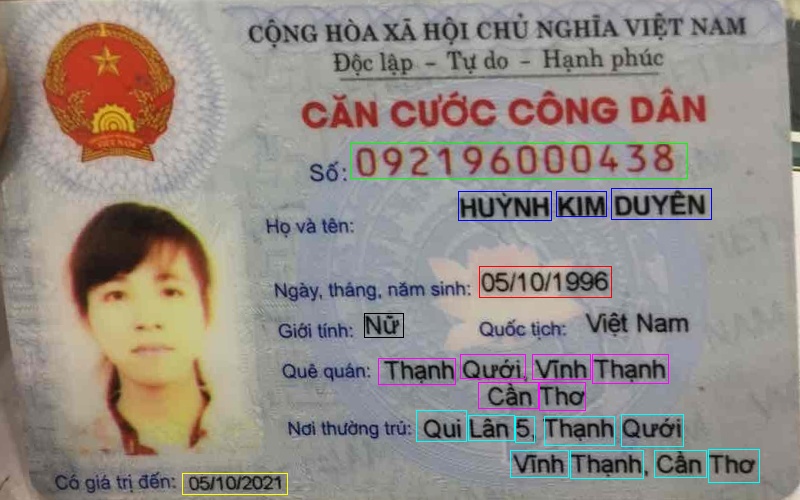 CỘNG HÒA XÃ HỘI CHỦ NGHĨA VIỆT NAM
Độc lập - Tự do - Hạnh phúc
CĂN CƯỚC CÔNG DÂN
Số: 092196000438
Họ và tên: HUỲNH KIM DUYÊN
Ngày, tháng, năm sinh: 05/10/1996
Giới tính: Nữ Quốc tịch: Việt Nam
Quê quán: Thạnh Qưới, Vĩnh Thạnh
Cần Thơ
Nơi thường trú: Qui Lân 5, Thạnh Qưới
Vĩnh Thạnh, Cần Thơ
Có giá trị đến: 05/10/2021